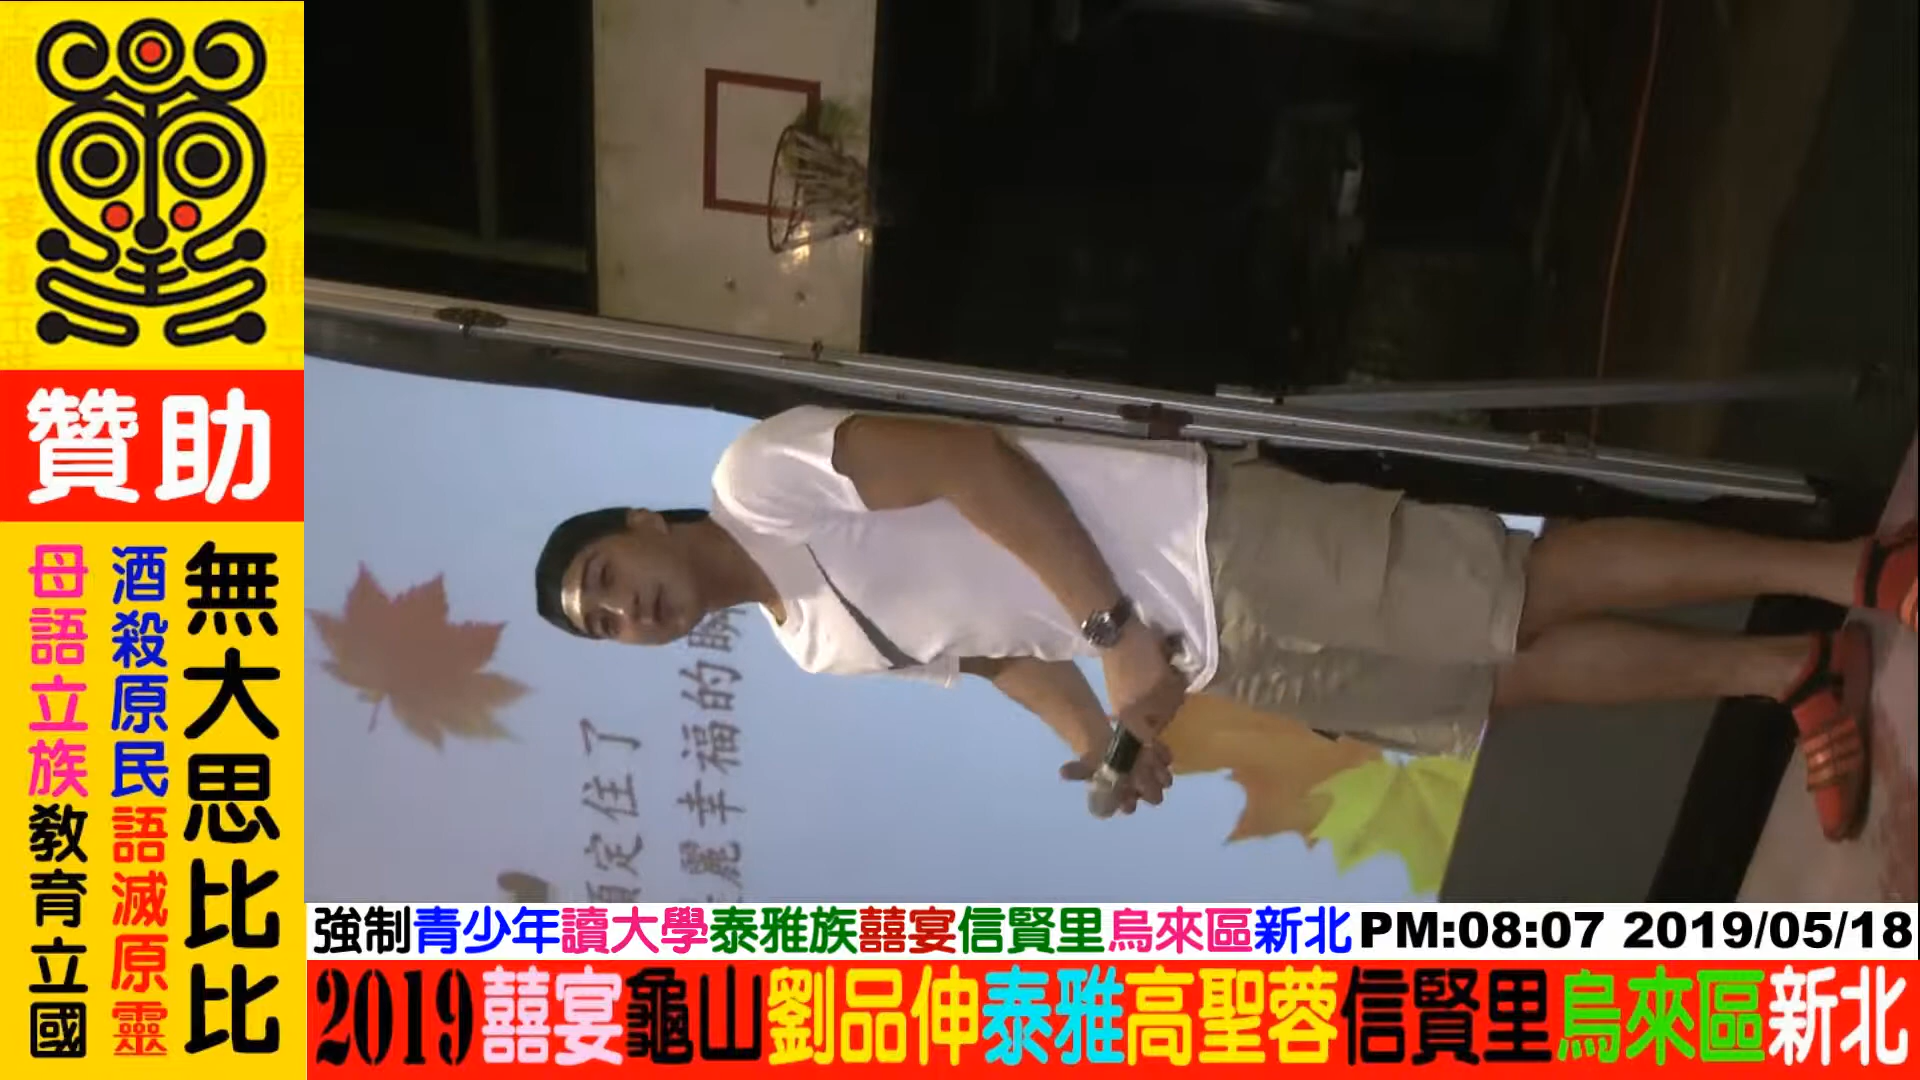 贊助
無大思比比
酒殺原民語滅原靈
母語立族教育立國
定住了
麗幸福的
強制青少年讀大學泰雅族囍宴信賢里烏來區新北PM:08:07 2019/05/18
2019囍宴龜山劉品伸泰雅高聖蓉信賢里烏來區新北